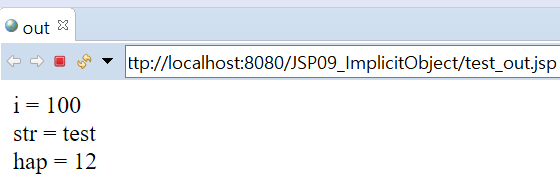 out
ttp://localhost:8080/JSP09_ImplicitObject/test_out.jsp
i = 100
str = test
hap = 12